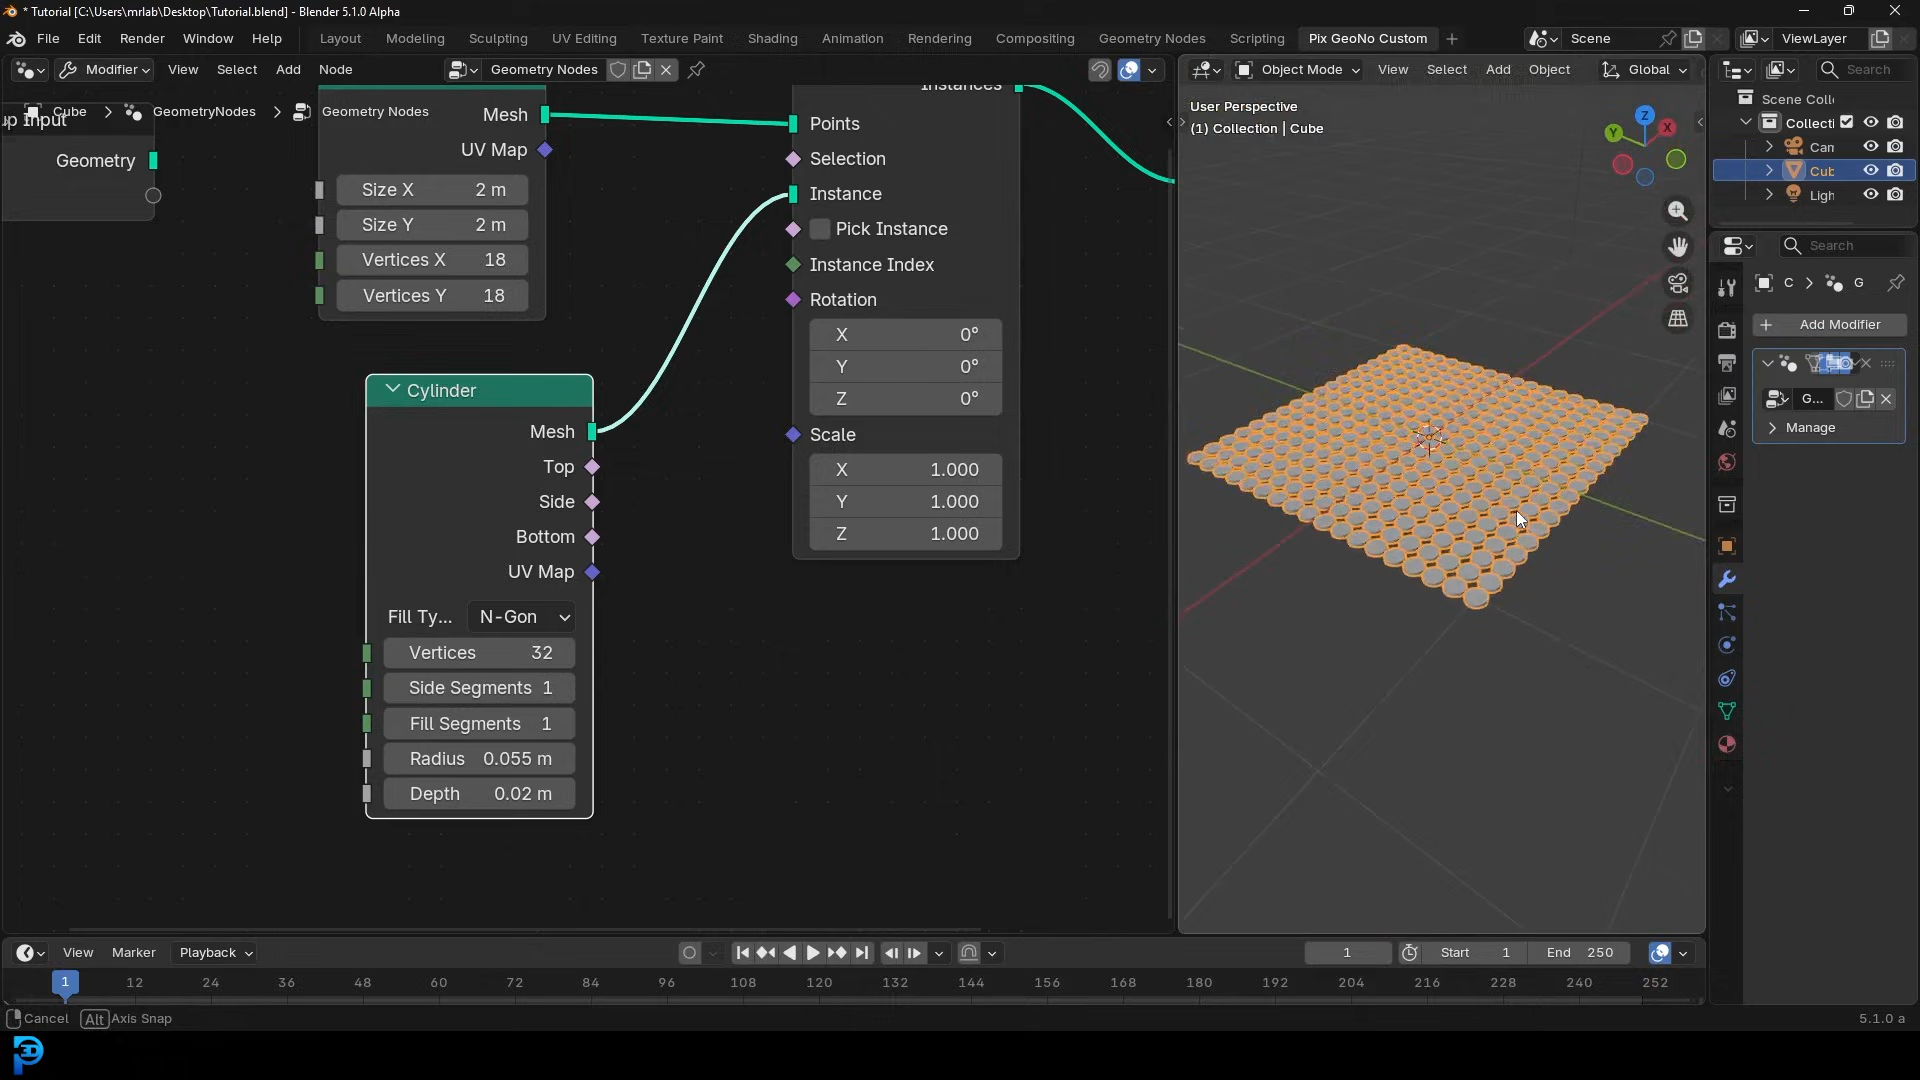 * Tutorial [C:\Users\mrlab\Desktop\Tutorial.blend] - Blender 5.1.0 Alpha
File Edit Render Window Help
Layout Modeling Sculpting UV Editing Texture Paint Shading Animation Rendering Compositing Geometry Nodes Scripting Pix GeoNo Custom
Scene
ViewLayer
Modifier View Select Add Node
Geometry Nodes
Object Mode View Select Add Object
Global
Search
Cube > GeometryNodes > Geometry Nodes
p Input
Geometry
Mesh
UV Map
Size X 2 m
Size Y 2 m
Vertices X 18
Vertices Y 18
Cylinder
Mesh
Top
Side
Bottom
UV Map
Fill Ty... N-Gon
Vertices 32
Side Segments 1
Fill Segments 1
Radius 0.055 m
Depth 0.02 m
Instances
Points
Selection
Instance
Pick Instance
Instance Index
Rotation
X 0°
Y 0°
Z 0°
Scale
X 1.000
Y 1.000
Z 1.000
User Perspective
(1) Collection | Cube
Z
Y
X
Scene Coll
Collecti
Can
Cub
Ligh
Search
C > G
Add Modifier
G...
Manage
View Marker Playback
1
Start 1
End 250
1 12 24 36 48 60 72 84 96 108 120 132 144 156 168 180 192 204 216 228 240 252
Cancel Alt Axis Snap
5.1.0 a
P3D